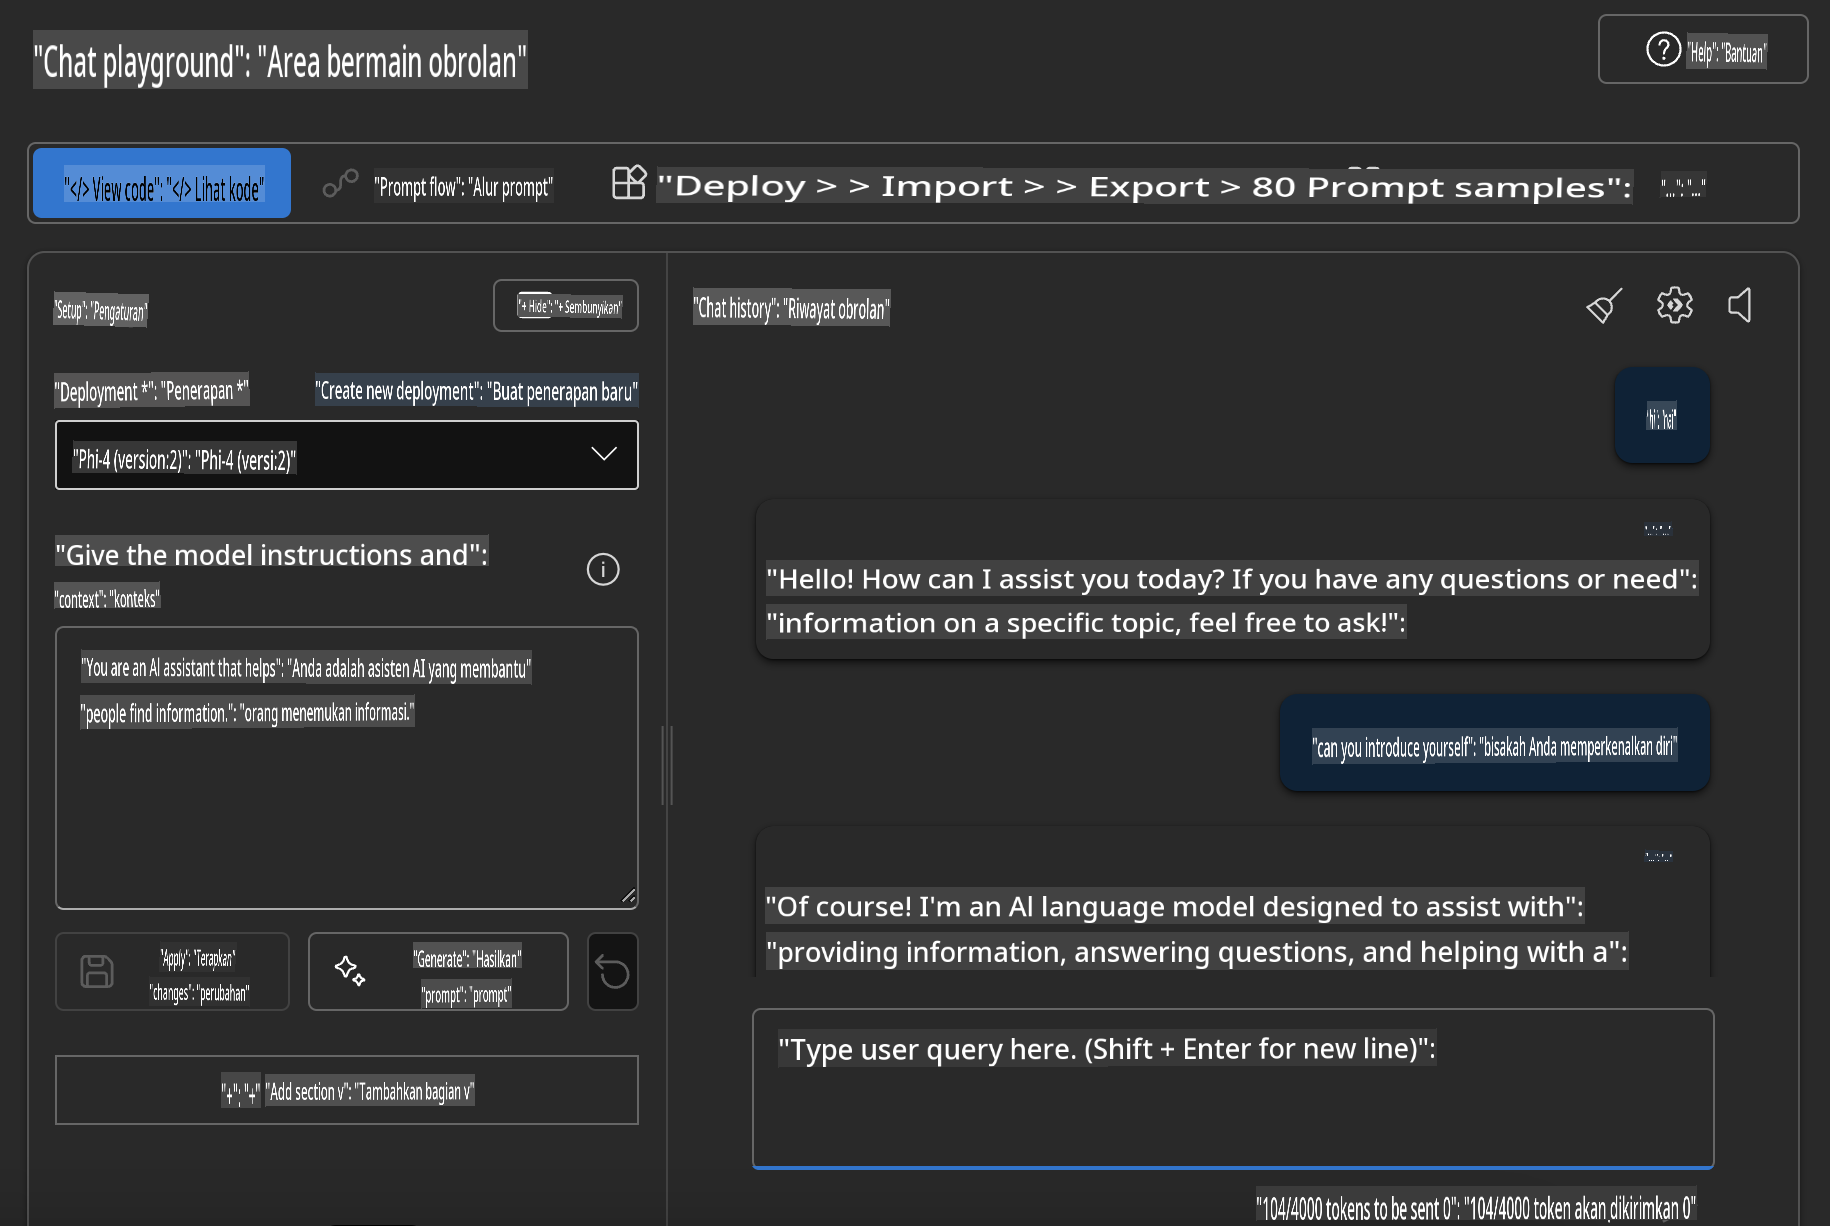 "Chat playground": "Area bermain obrolan"
"Help": "Bantuan"
"</> View code": "</> Lihat kode"
"Prompt flow": "Alur prompt"
"Deploy > > Import > > Export > 80 Prompt samples":
"...": "..."
"Setup": "Pengaturan"
"+ Hide": "+ Sembunyikan"
"Deployment *": "Penerapan *"
"Create new deployment": "Buat penerapan baru"
"Phi-4 (version:2)": "Phi-4 (versi:2)"
"Give the model instructions and":
"context": "konteks"
"You are an AI assistant that helps": "Anda adalah asisten AI yang membantu"
"people find information.": "orang menemukan informasi."
"Apply": "Terapkan"
"changes": "perubahan"
"Generate": "Hasilkan"
"prompt": "prompt"
"+": "+"
"Add section v": "Tambahkan bagian v"
"Chat history": "Riwayat obrolan"
"hi": "hai"
"...": "..."
"Hello! How can I assist you today? If you have any questions or need":
"information on a specific topic, feel free to ask!":
"can you introduce yourself": "bisakah Anda memperkenalkan diri"
"...": "..."
"Of course! I'm an AI language model designed to assist with":
"providing information, answering questions, and helping with a":
"Type user query here. (Shift + Enter for new line)":
"104/4000 tokens to be sent 0": "104/4000 token akan dikirimkan 0"